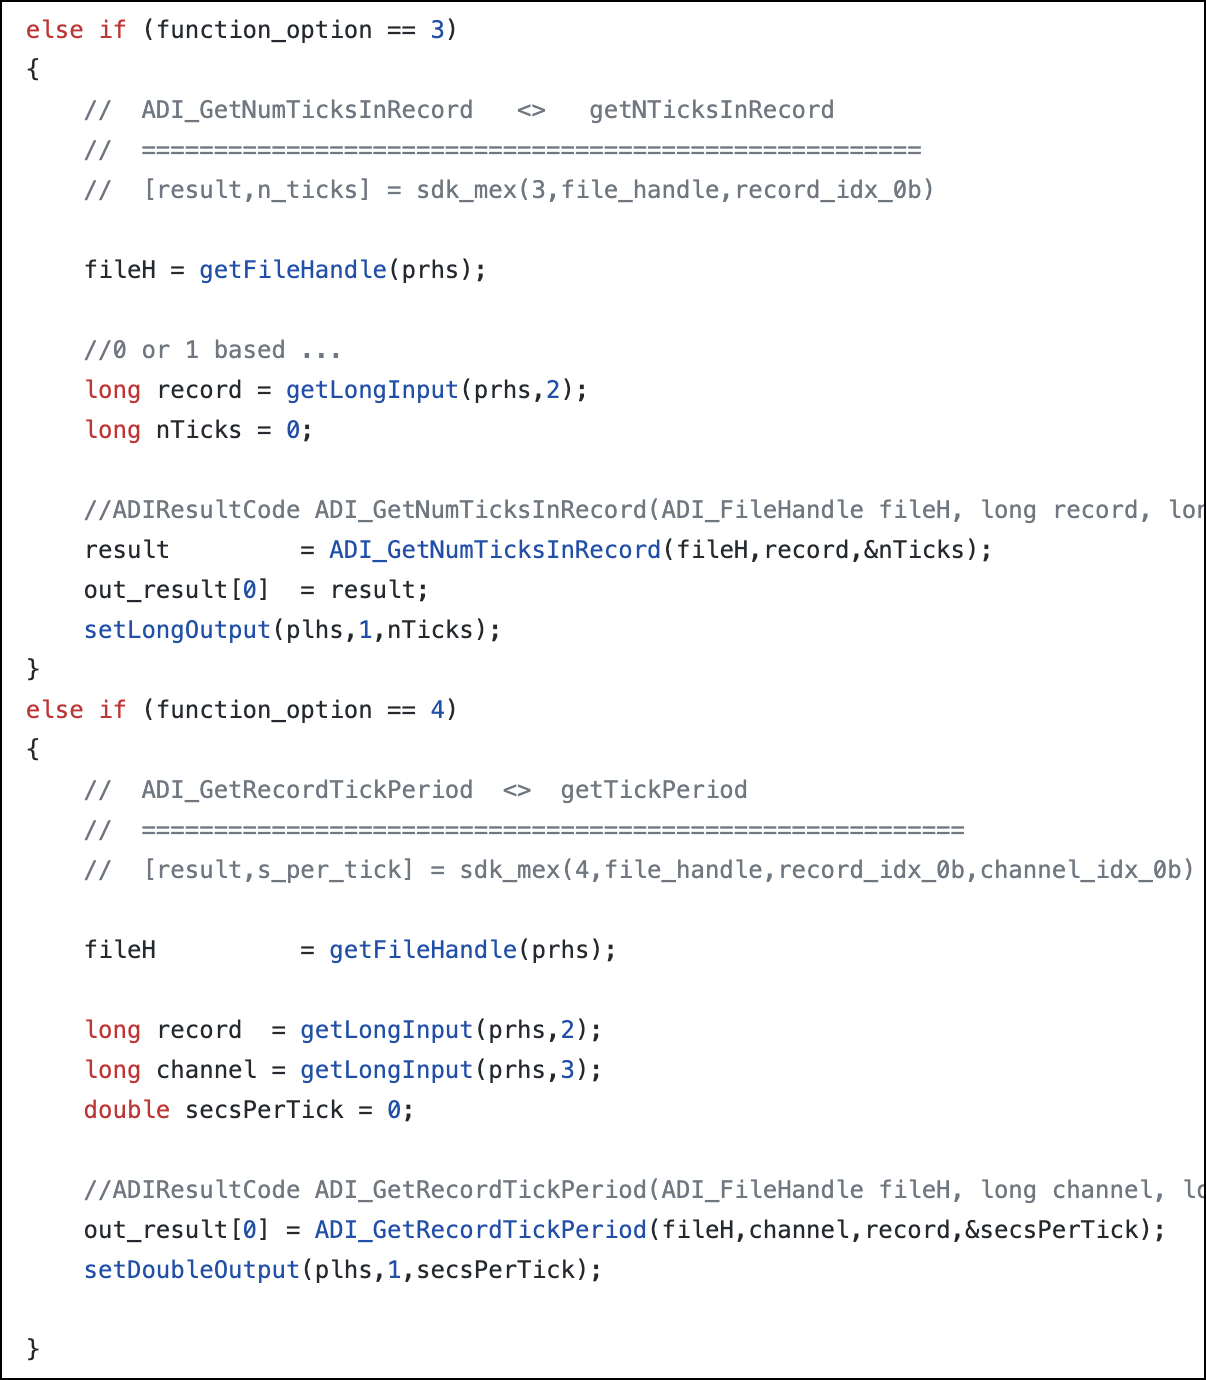 else if (function_option == 3)
{
    //  ADI_GetNumTicksInRecord   <>   getNTicksInRecord
    //  ======================================================
    //  [result,n_ticks] = sdk_mex(3,file_handle,record_idx_0b)

    fileH = getFileHandle(prhs);

    //0 or 1 based ...
    long record = getLongInput(prhs,2);
    long nTicks = 0;

    //ADIResultCode ADI_GetNumTicksInRecord(ADI_FileHandle fileH, long record, lon
    result         = ADI_GetNumTicksInRecord(fileH,record,&nTicks);
    out_result[0]  = result;
    setLongOutput(plhs,1,nTicks);
}
else if (function_option == 4)
{
    //  ADI_GetRecordTickPeriod  <>  getTickPeriod
    //  =========================================================
    //  [result,s_per_tick] = sdk_mex(4,file_handle,record_idx_0b,channel_idx_0b)

    fileH          = getFileHandle(prhs);

    long record  = getLongInput(prhs,2);
    long channel = getLongInput(prhs,3);
    double secsPerTick = 0;

    //ADIResultCode ADI_GetRecordTickPeriod(ADI_FileHandle fileH, long channel, lo
    out_result[0] = ADI_GetRecordTickPeriod(fileH,channel,record,&secsPerTick);
    setDoubleOutput(plhs,1,secsPerTick);

}